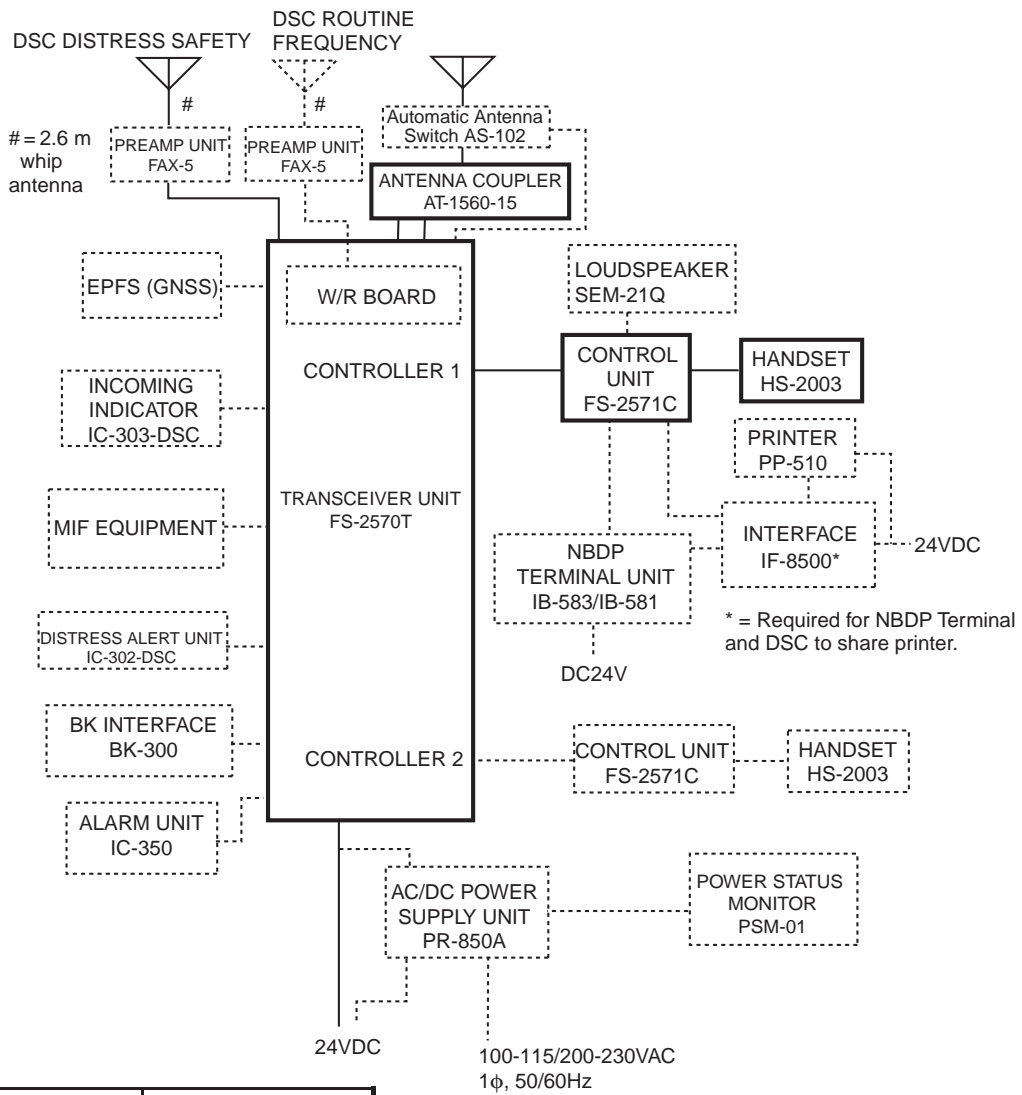 DSC DISTRESS SAFETY
DSC ROUTINE
FREQUENCY
#
#
# = 2.6 m
whip
antenna
PREAMP UNIT
FAX-5
PREAMP UNIT
FAX-5
Automatic Antenna
Switch AS-102
ANTENNA COUPLER
AT-1560-15
EPFS (GNSS)
W/R BOARD
LOUDSPEAKER
SEM-21Q
CONTROLLER 1
CONTROL
UNIT
FS-2571C
HANDSET
HS-2003
INCOMING
INDICATOR
IC-303-DSC
PRINTER
PP-510
TRANSCEIVER UNIT
FS-2570T
MIF EQUIPMENT
NBDP
TERMINAL UNIT
IB-583/IB-581
INTERFACE
IF-8500*
24VDC
* = Required for NBDP Terminal
and DSC to share printer.
DC24V
DISTRESS ALERT UNIT
IC-302-DSC
BK INTERFACE
BK-300
CONTROLLER 2
CONTROL UNIT
FS-2571C
HANDSET
HS-2003
ALARM UNIT
IC-350
AC/DC POWER
SUPPLY UNIT
PR-850A
POWER STATUS
MONITOR
PSM-01
24VDC
100-115/200-230VAC
1ϕ, 50/60Hz